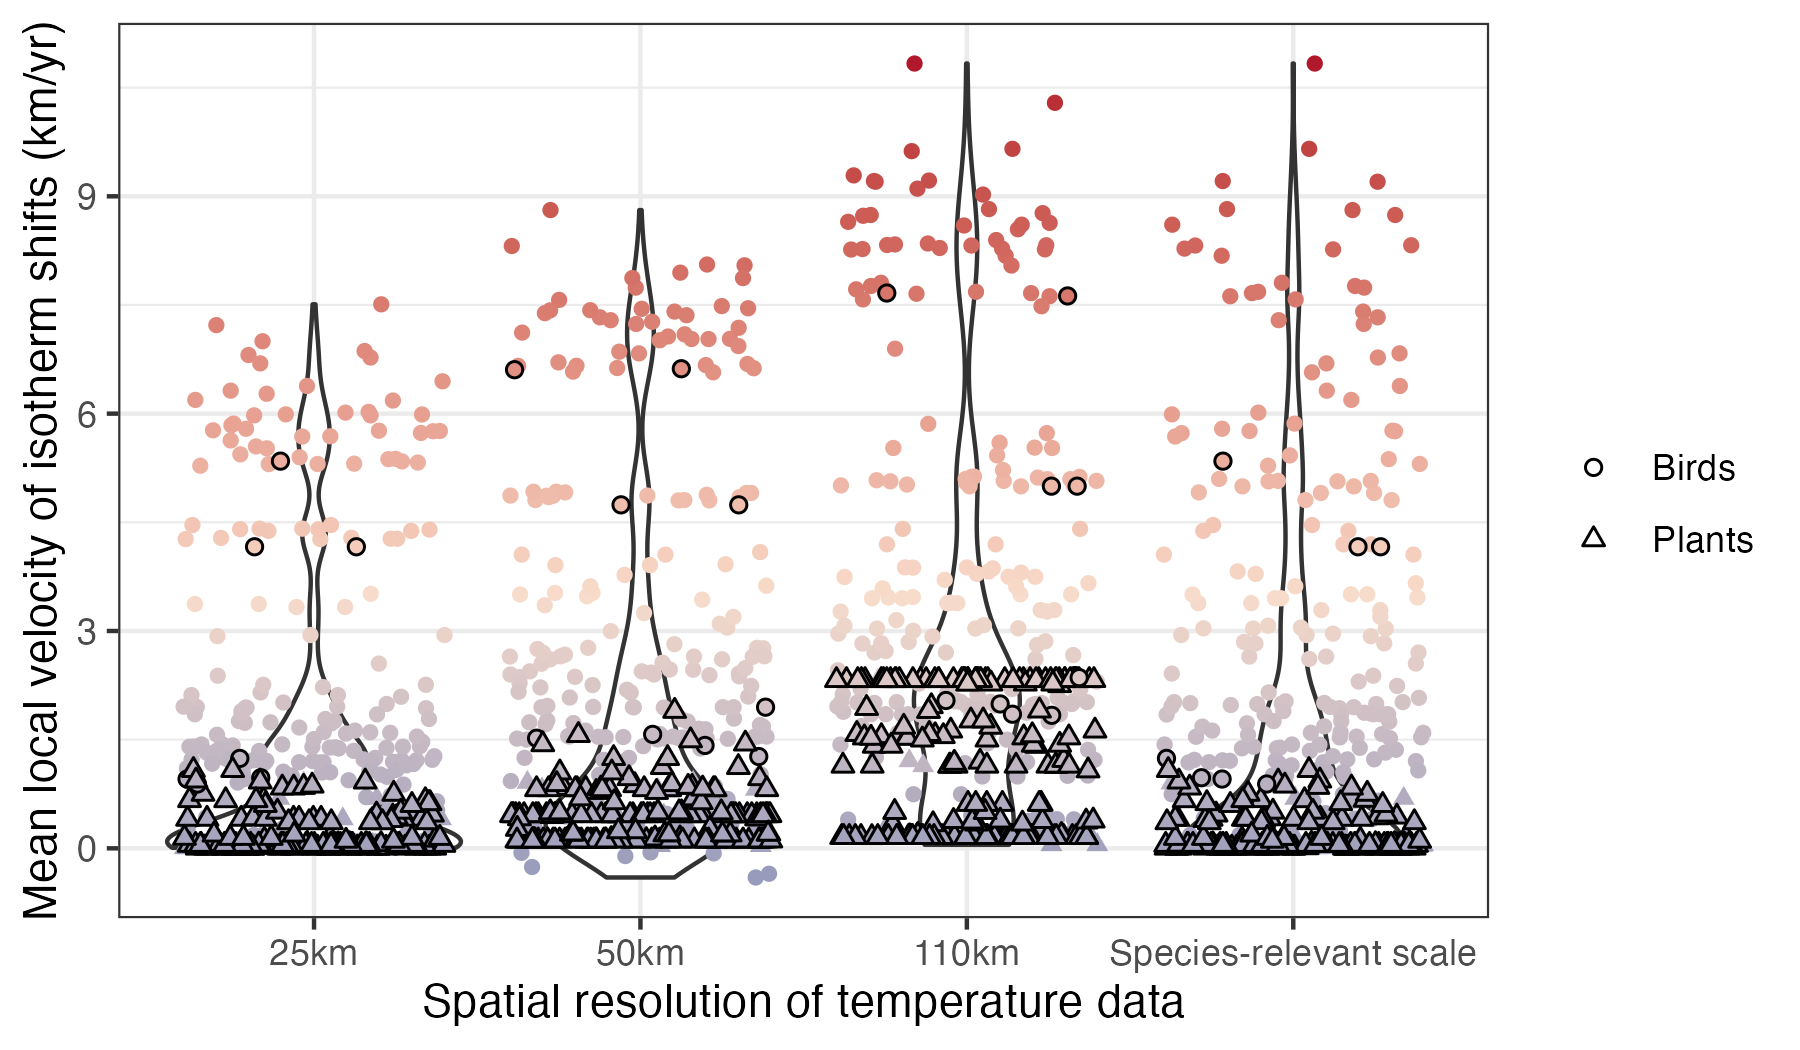 Mean local velocity of isotherm shifts (km/yr)
9
6
3
0
25km
50km
110km
Species-relevant scale
Spatial resolution of temperature data
Birds
Plants